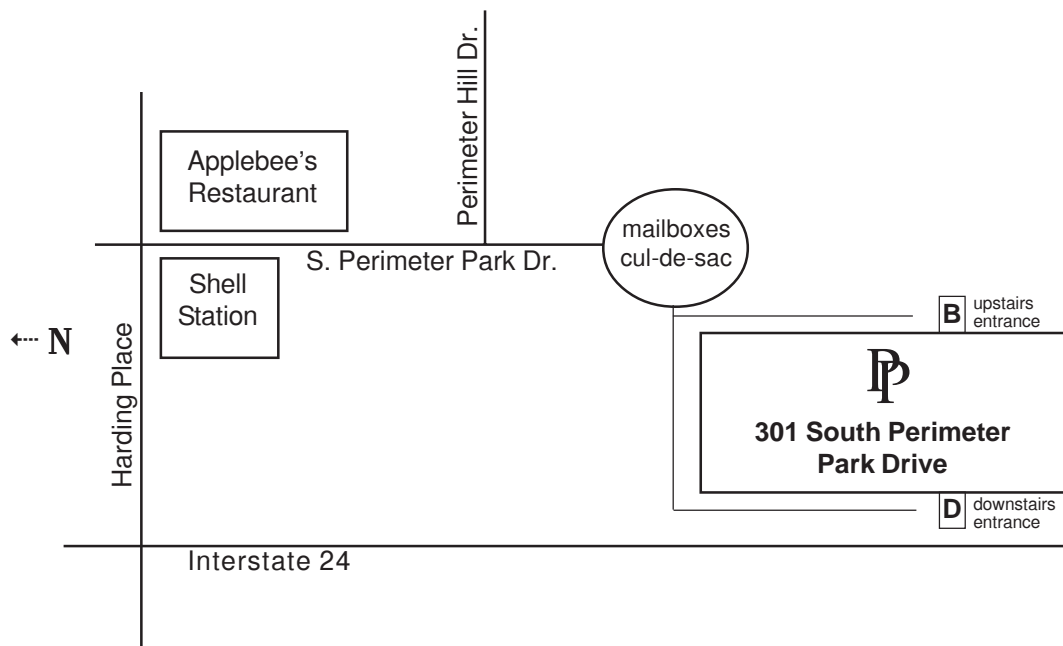 Perimeter Hill Dr.
Applebee's
Restaurant
mailboxes
cul-de-sac
S. Perimeter Park Dr.
Shell
Station
N
Harding Place
B
upstairs
entrance
PP
301 South Perimeter
Park Drive
D
downstairs
entrance
Interstate 24